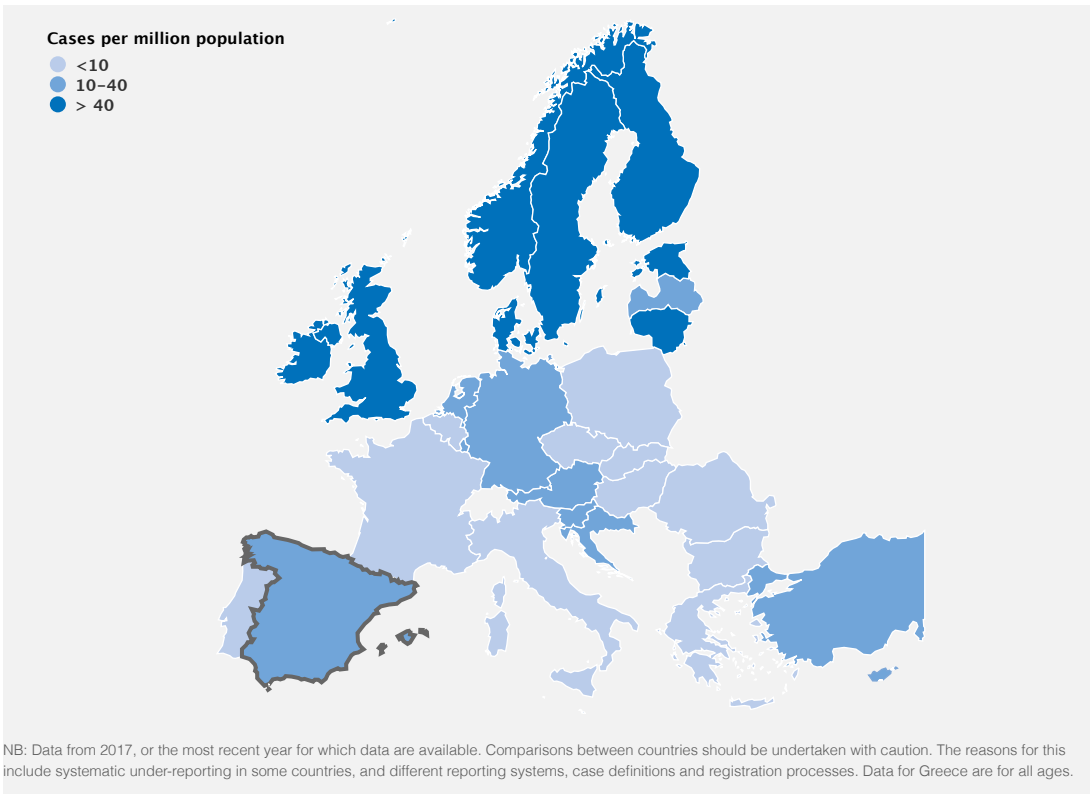 Cases per million population
<10
10–40
> 40
NB: Data from 2017, or the most recent year for which data are available. Comparisons between countries should be undertaken with caution. The reasons for this
include systematic under-reporting in some countries, and different reporting systems, case definitions and registration processes. Data for Greece are for all ages.